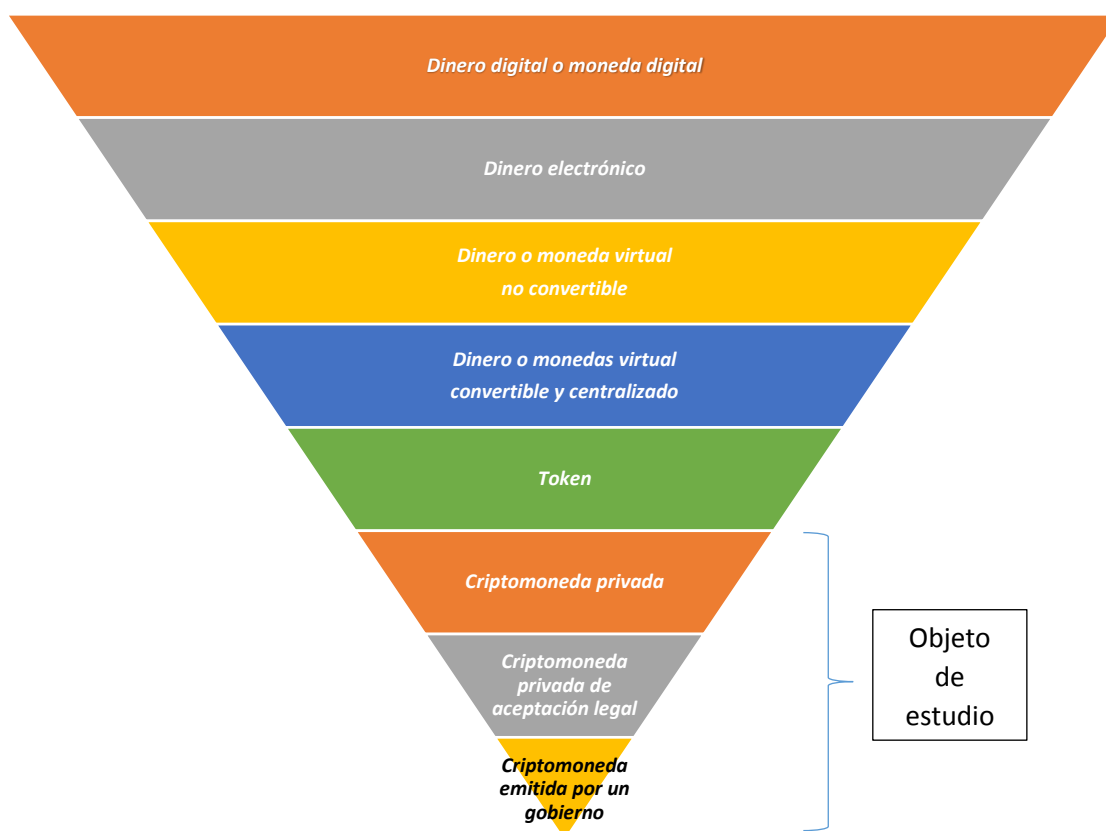 Dinero digital o moneda digital
Dinero electrónico
Dinero o moneda virtual
no convertible
Dinero o monedas virtual
convertible y centralizado
Token
Criptomoneda privada
Criptomoneda
privada de
aceptación legal
Criptomoneda
emitida por un
gobierno
Objeto
de
estudio